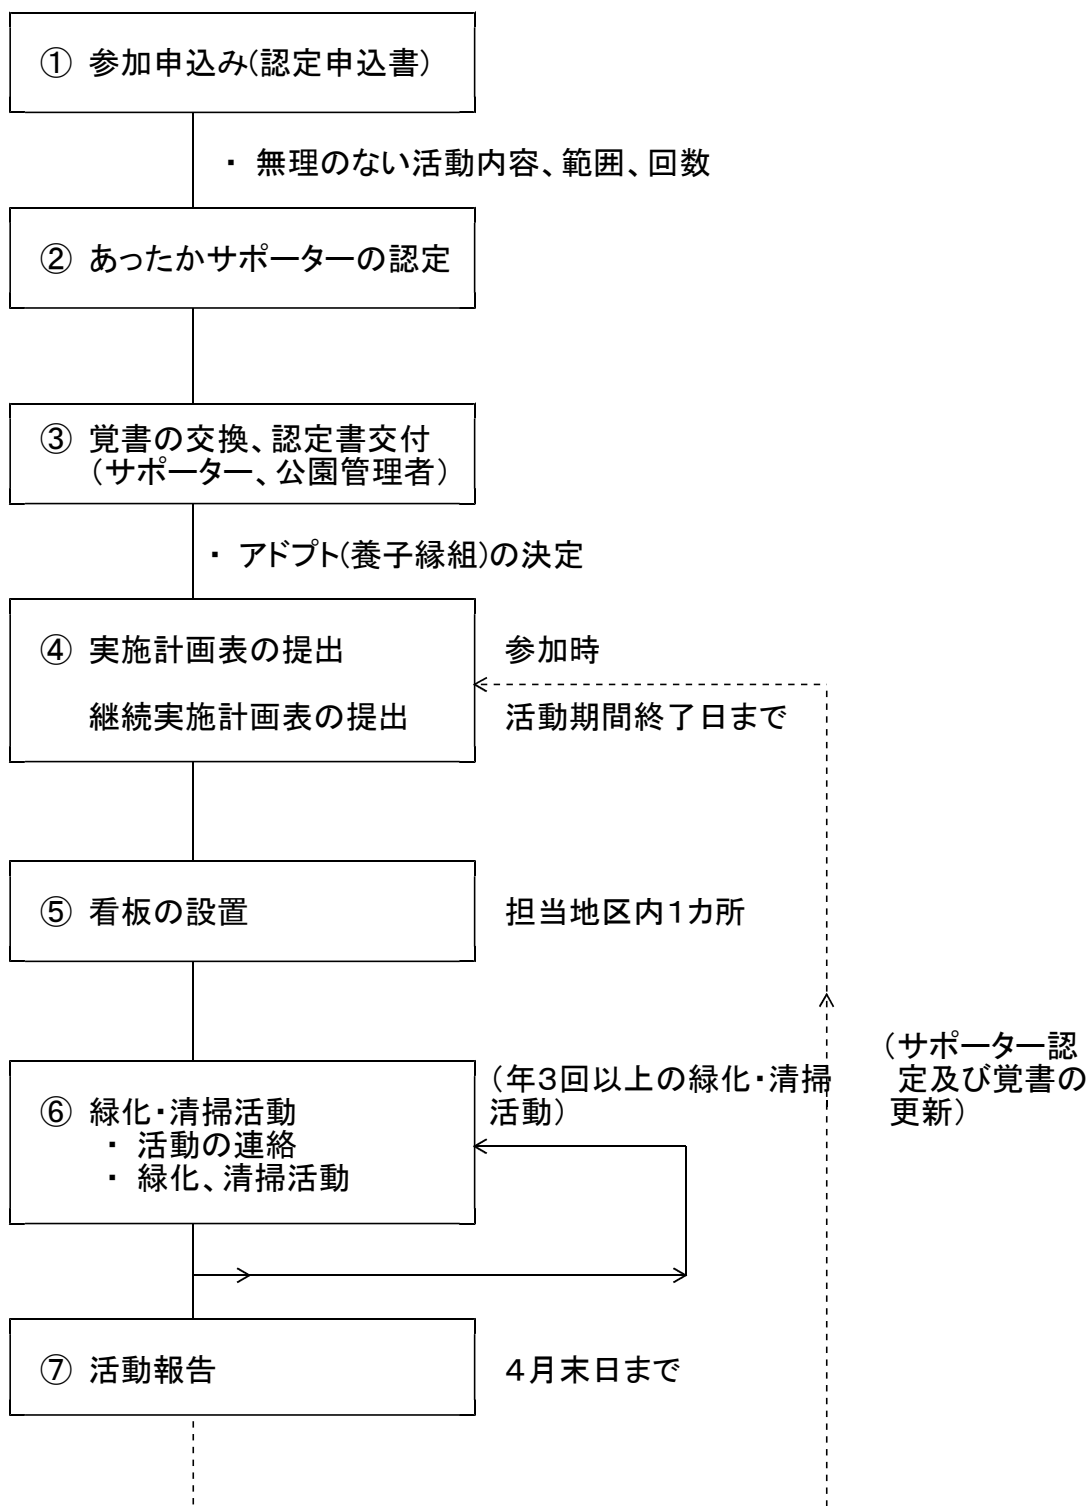 ① 参加申込み(認定申込書)
・ 無理のない活動内容、範囲、回数
② あったかサポーターの認定
③ 覚書の交換、認定書交付
（サポーター、公園管理者）
・ アドプト(養子縁組)の決定
④ 実施計画表の提出
参加時
継続実施計画表の提出
活動期間終了日まで
⑤ 看板の設置
担当地区内１カ所
（サポーター認
定及び覚書の
更新）
（年３回以上の緑化・清掃
活動）
⑥ 緑化・清掃活動
・ 活動の連絡
・ 緑化、清掃活動
⑦ 活動報告
４月末日まで